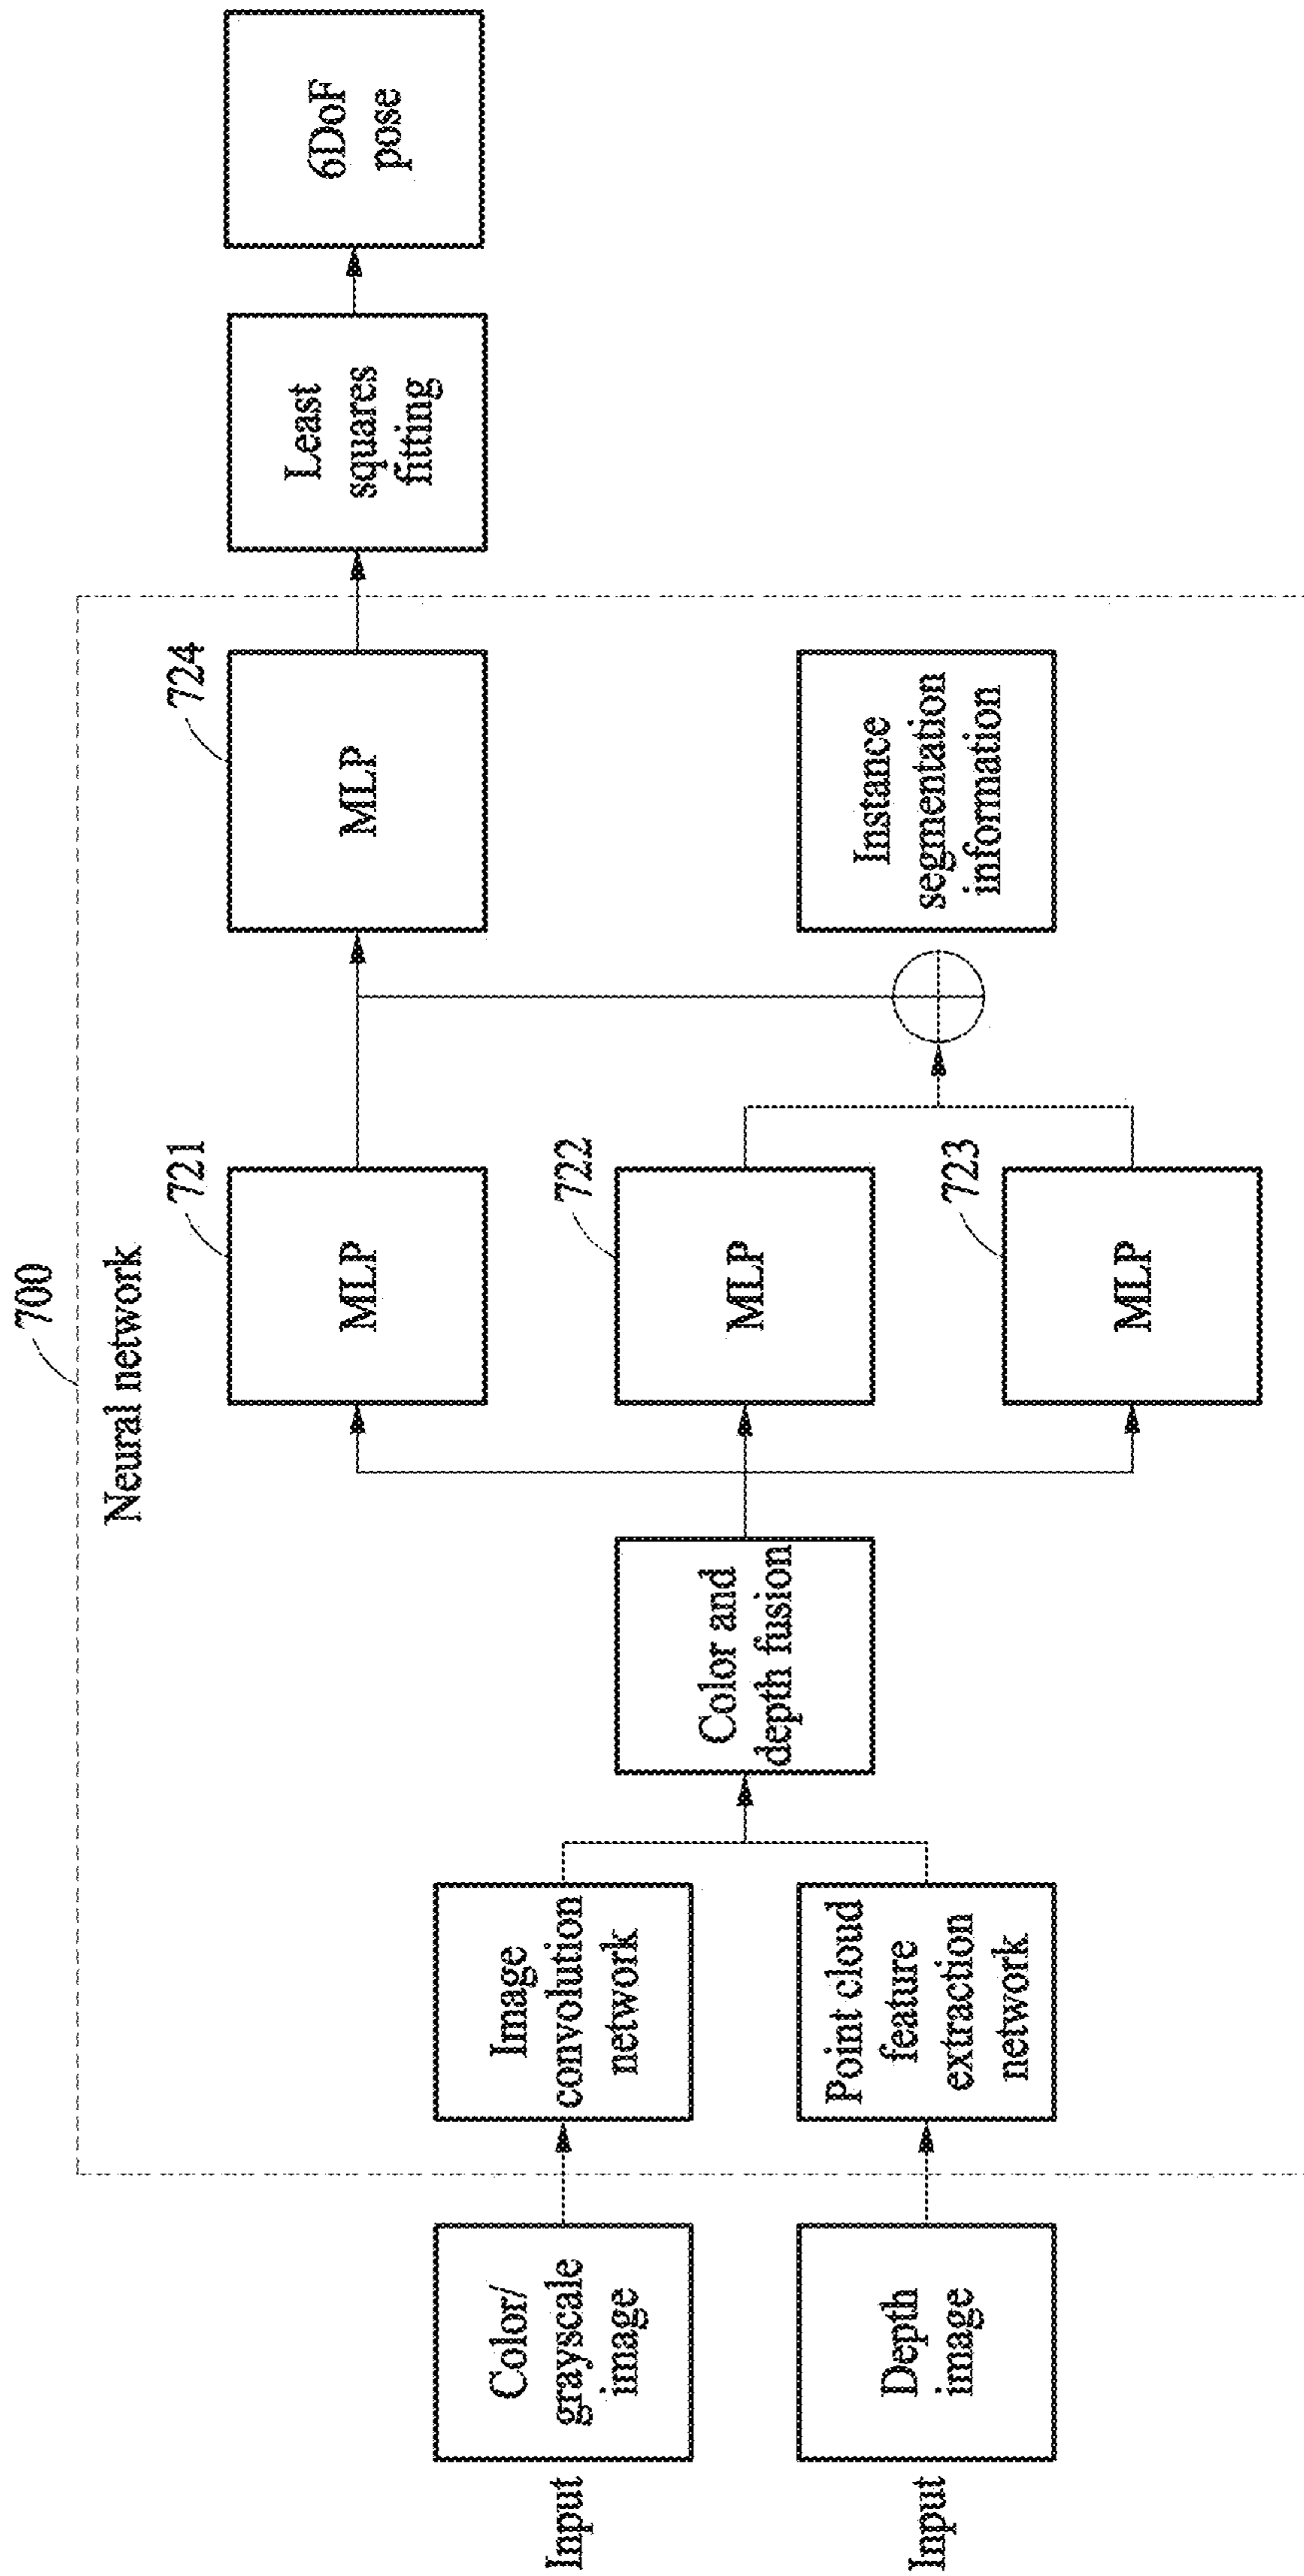 700
Neural network
Input
Color/
grayscale
image
Input
Depth
image
Image
convolution
network
Point cloud
feature
extraction
network
Color and
depth fusion
721
MLP
722
MLP
723
MLP
724
MLP
Instance
segmentation
information
Least
squares
fitting
6DoF
pose